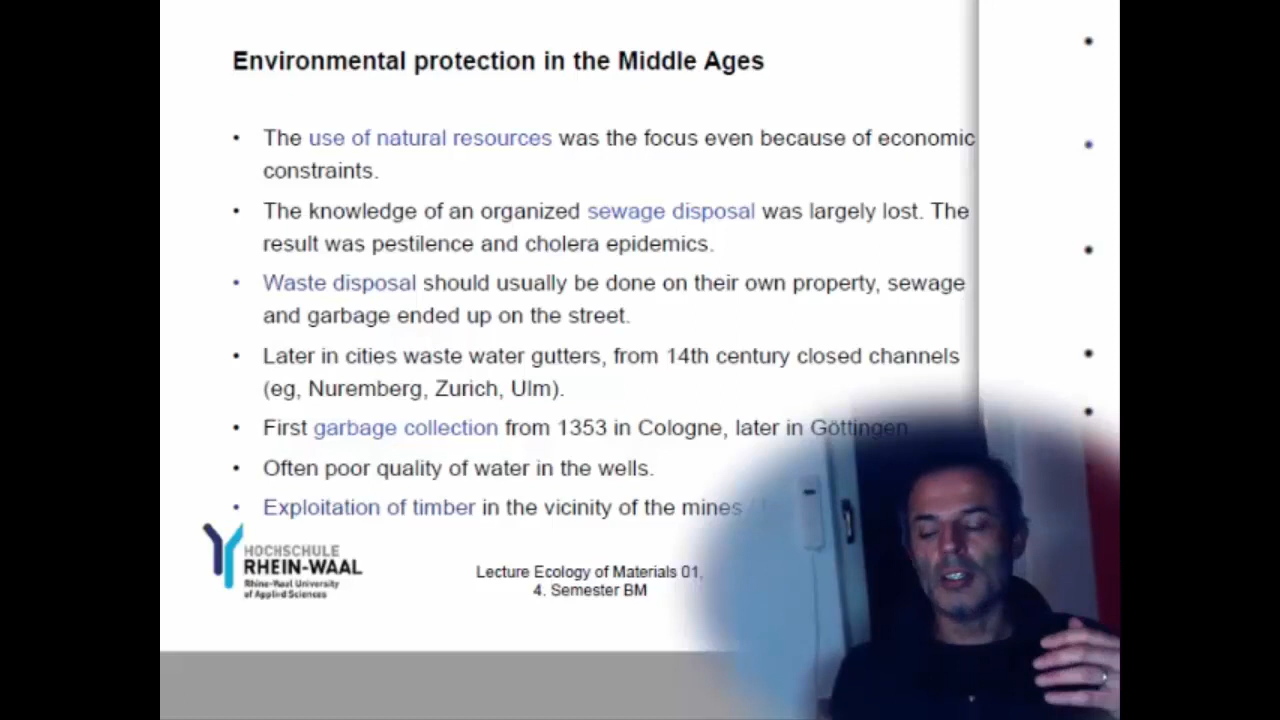 Environmental protection in the Middle Ages
• The use of natural resources was the focus even because of economic
constraints.
• The knowledge of an organized sewage disposal was largely lost. The
result was pestilence and cholera epidemics.
• Waste disposal should usually be done on their own property, sewage
and garbage ended up on the street.
• Later in cities waste water gutters, from 14th century closed channels
(eg, Nuremberg, Zurich, Ulm).
• First garbage collection from 1353 in Cologne, later in Göttingen
• Often poor quality of water in the wells.
• Exploitation of timber in the vicinity of the mines
HOCHSCHULE
RHEIN-WAAL
Rhine-Waal University
of Applied Sciences
Lecture Ecology of Materials 01,
4. Semester BM